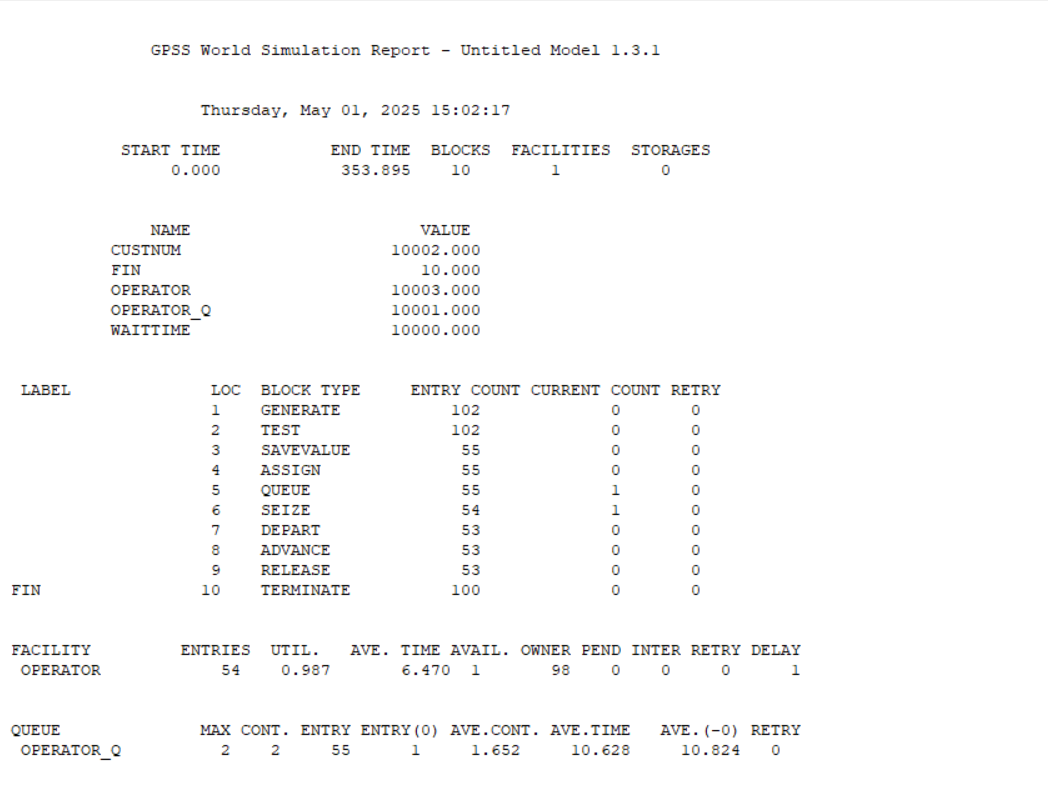 GPSS World Simulation Report - Untitled Model 1.3.1
Thursday, May 01, 2025 15:02:17
START TIME END TIME BLOCKS FACILITIES STORAGES
0.000 353.895 10 1 0
NAME VALUE
CUSTNUM 10002.000
FIN 10.000
OPERATOR 10003.000
OPERATOR_Q 10001.000
WAITTIME 10000.000
LABEL LOC BLOCK TYPE ENTRY COUNT CURRENT COUNT RETRY
1 GENERATE 102 0 0
2 TEST 102 0 0
3 SAVEVALUE 55 0 0
4 ASSIGN 55 0 0
5 QUEUE 55 1 0
6 SEIZE 54 1 0
7 DEPART 53 0 0
8 ADVANCE 53 0 0
9 RELEASE 53 0 0
FIN 10 TERMINATE 100 0 0
FACILITY ENTRIES UTIL. AVE. TIME AVAIL. OWNER PEND INTER RETRY DELAY
OPERATOR 54 0.987 6.470 1 98 0 0 0 1
QUEUE MAX CONT. ENTRY ENTRY(0) AVE.CONT. AVE.TIME AVE.(-0) RETRY
OPERATOR_Q 2 2 55 1 1.652 10.628 10.824 0